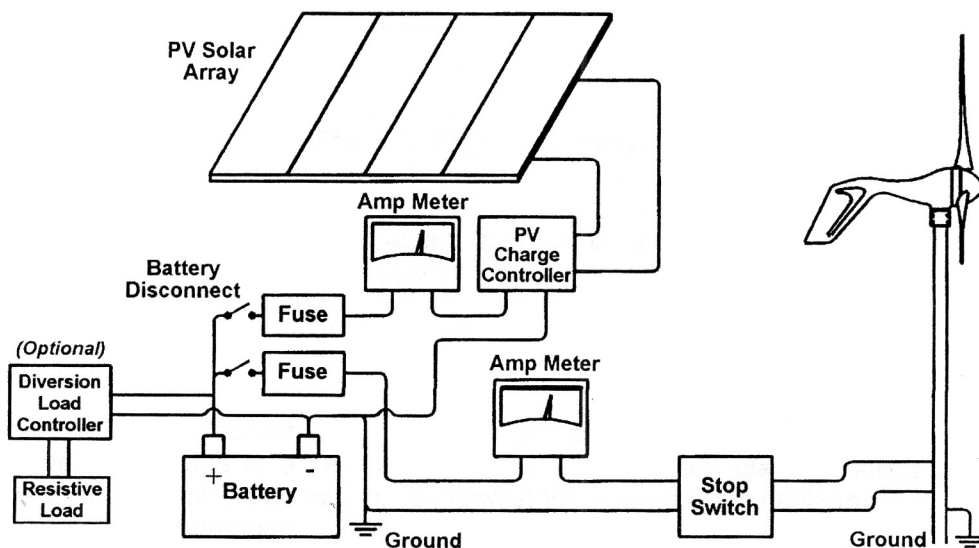 PV Solar
Array
Amp Meter
PV
Charge
Controller
Battery
Disconnect
Fuse
(Optional)
Fuse
Amp Meter
Diversion
Load
Controller
+
-
Battery
Resistive
Load
Stop
Switch
Ground
Ground